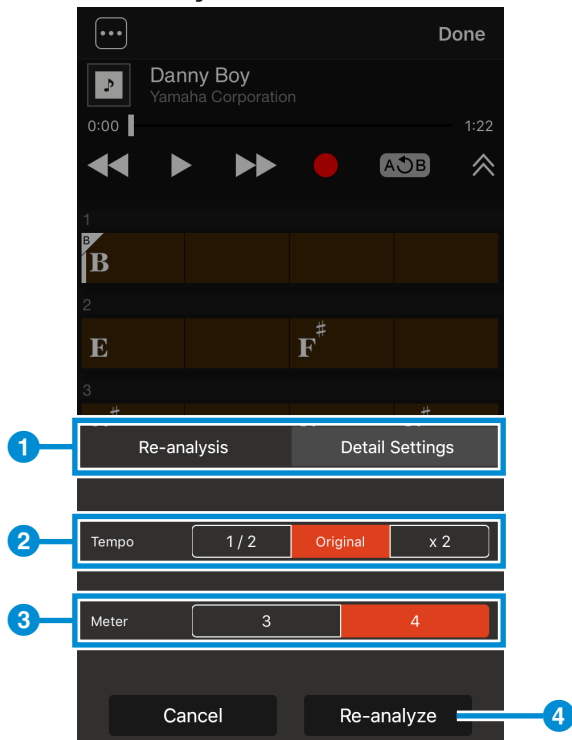 Done
Danny Boy
Yamaha Corporation
0:00 1:22
A B
1
B
B
2
E F♯
3
♯ ♯
1 Re-analysis Detail Settings
2 Tempo 1 / 2 Original x 2
3 Meter 3 4
Cancel Re-analyze 4